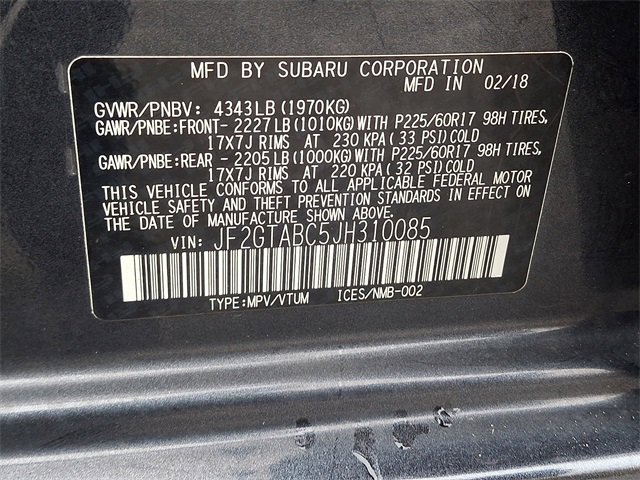 MFD BY SUBARU CORPORATION
MFD IN 02/18
GVWR/PNBV: 4343LB(1970KG)
GAWR/PNBE:FRONT-2227LB(1010KG)WITH P225/60R17 98H TIRES,
17X7J RIMS AT 230 KPA(33 PSI)COLD
GAWR/PNBE:REAR -2205LB(1000KG)WITH P225/60R17 98H TIRES,
17X7J RIMS AT 220 KPA(32 PSI)COLD
THIS VEHICLE CONFORMS TO ALL APPLICABLE FEDERAL MOTOR
VEHICLE SAFETY AND THEFT PREVENTION STANDARDS IN EFFECT ON
THE DATE OF MANUFACTURE SHOWN ABOVE.
VIN: JF2GTABC5JH310085
TYPE:MPV/VTUM ICES/NMB-002